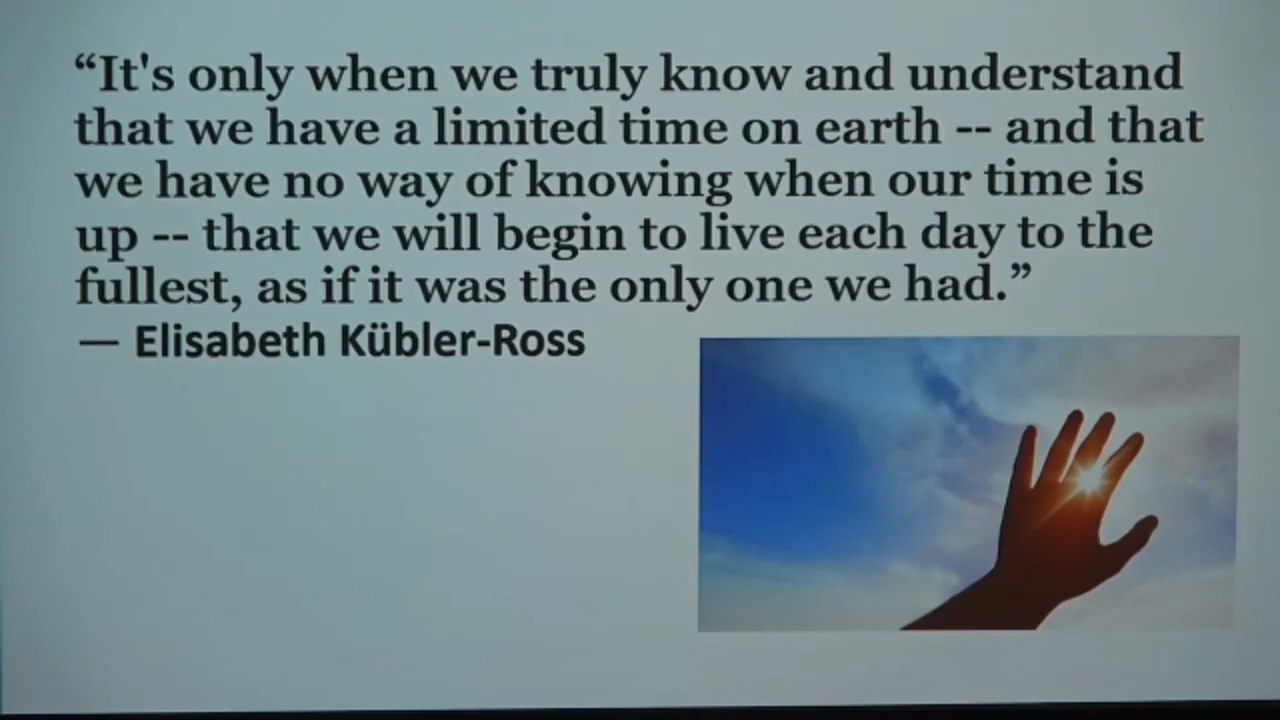 “It's only when we truly know and understand
that we have a limited time on earth -- and that
we have no way of knowing when our time is
up -- that we will begin to live each day to the
fullest, as if it was the only one we had.”
— Elisabeth Kübler-Ross